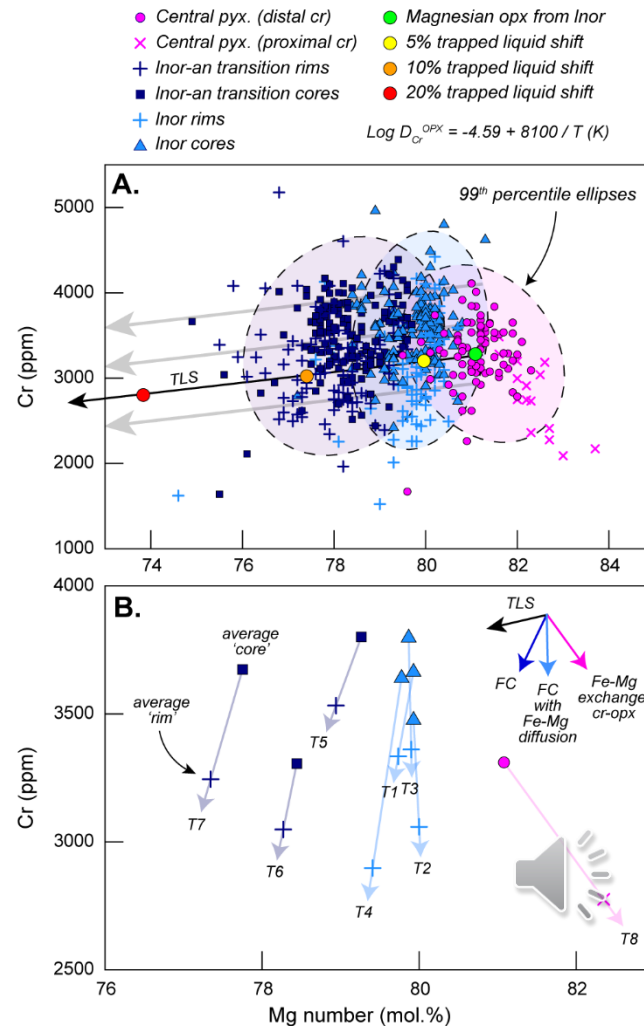 Central pyx. (distal cr)
Central pyx. (proximal cr)
Inor-an transition rims
Inor-an transition cores
Inor rims
Inor cores
Magnesian opx from Inor
5% trapped liquid shift
10% trapped liquid shift
20% trapped liquid shift
Log D_Cr^OPX = -4.59 + 8100 / T (K)
A.
99th percentile ellipses
TLS
Cr (ppm)
5000
4000
3000
2000
1000
74 76 78 80 82 84
B.
average
'core'
average
'rim'
T7
T6
T5
T4
T1
T3
T2
T8
TLS
FC
FC
with
Fe-Mg
diffusion
Fe-Mg
exchange
cr-opx
Cr (ppm)
4000
3500
3000
2500
76 78 80 82
Mg number (mol.%)